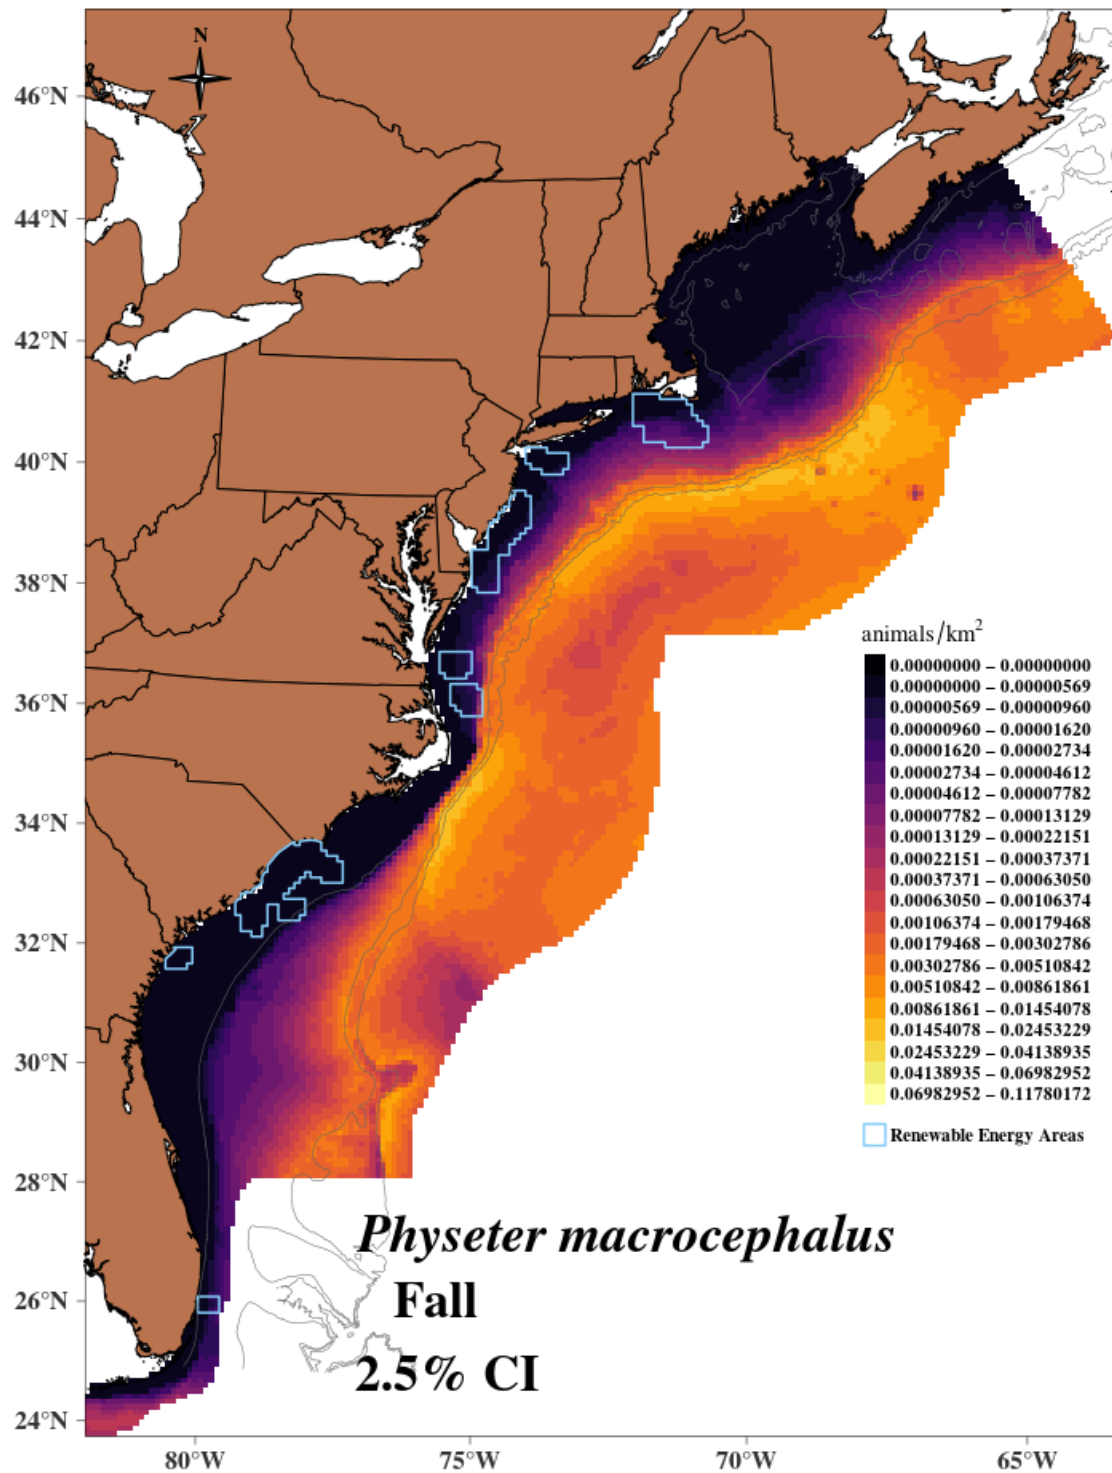 N
46°N
44°N
42°N
40°N
38°N
36°N
34°N
32°N
30°N
28°N
26°N
24°N
80°W
75°W
70°W
65°W
animals/km²
0.00000000 – 0.00000000
0.00000000 – 0.00000569
0.00000569 – 0.00000960
0.00000960 – 0.00001620
0.00001620 – 0.00002734
0.00002734 – 0.00004612
0.00004612 – 0.00007782
0.00007782 – 0.00013129
0.00013129 – 0.00022151
0.00022151 – 0.00037371
0.00037371 – 0.00063050
0.00063050 – 0.00106374
0.00106374 – 0.00179468
0.00179468 – 0.00302786
0.00302786 – 0.00510842
0.00510842 – 0.00861861
0.00861861 – 0.01454078
0.01454078 – 0.02453229
0.02453229 – 0.04138935
0.04138935 – 0.06982952
0.06982952 – 0.11780172
Renewable Energy Areas
Physeter macrocephalus
Fall
2.5% CI